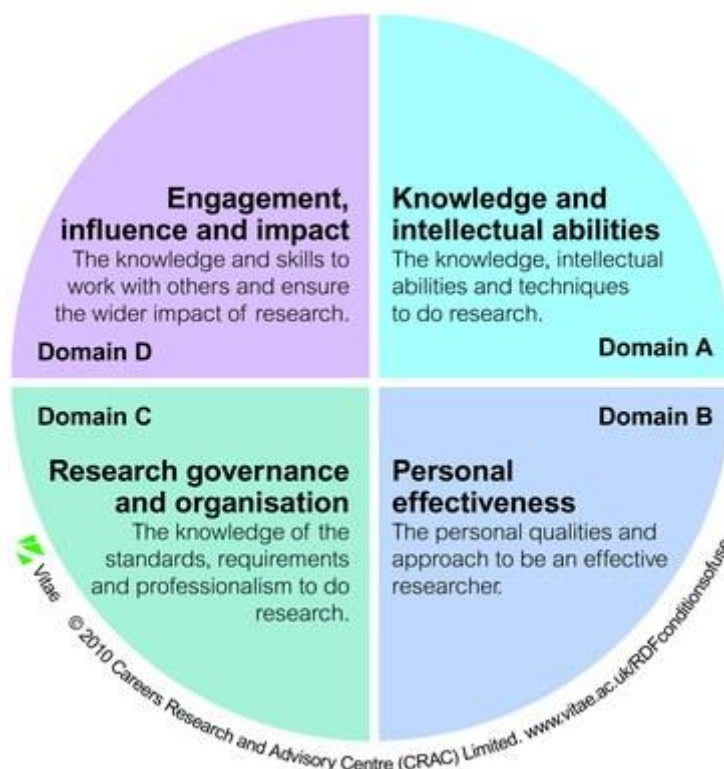 Engagement,
influence and impact
The knowledge and skills to
work with others and ensure
the wider impact of research.
Domain D
Knowledge and
intellectual abilities
The knowledge, intellectual
abilities and techniques
to do research.
Domain A
Domain C
Research governance
and organisation
The knowledge of the
standards, requirements
and professionalism to do
research.
Domain B
Personal
effectiveness
The personal qualities and
approach to be an effective
researcher.
Vitae
© 2010 Careers Research and Advisory Centre (CRAC) Limited. www.vitae.ac.uk/RDFconditionsofuse